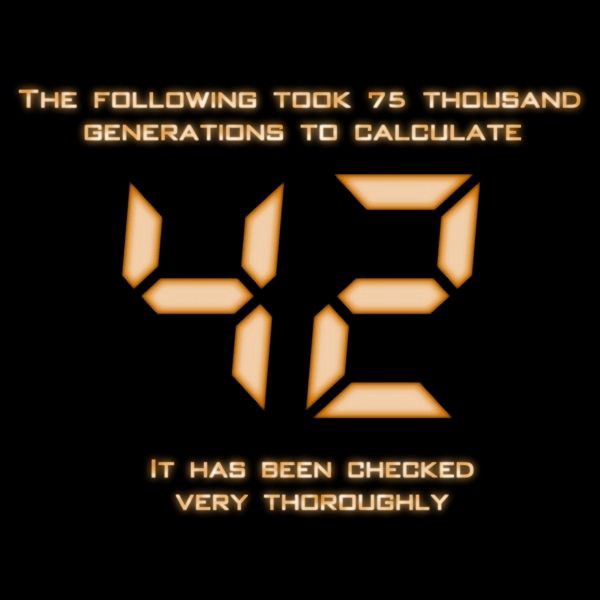 The following took 75 thousand
generations to calculate
42
It has been checked
very thoroughly